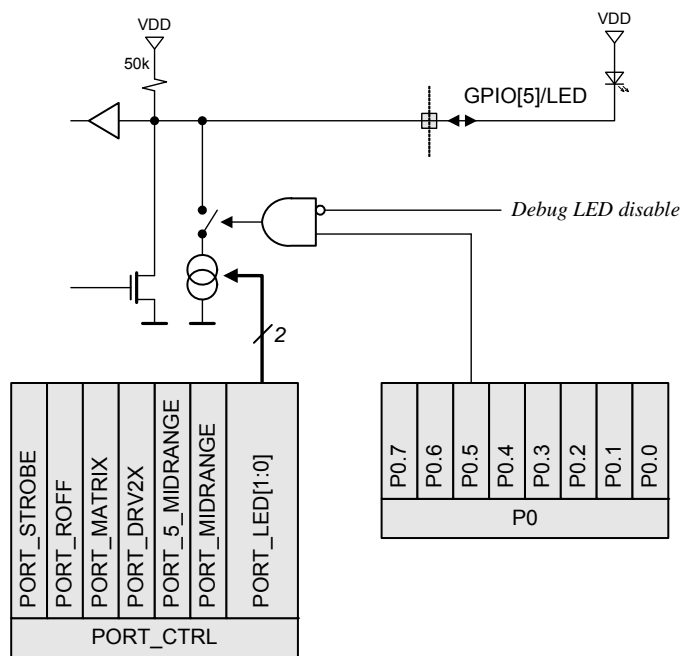 VDD
VDD
50k
GPIO[5]/LED
Debug LED disable
2
PORT_STROBE
PORT_ROFF
PORT_MATRIX
PORT_DRV2X
PORT_5_MIDRANGE
PORT_MIDRANGE
PORT_LED[1:0]
PORT_CTRL
P0.7
P0.6
P0.5
P0.4
P0.3
P0.2
P0.1
P0.0
P0